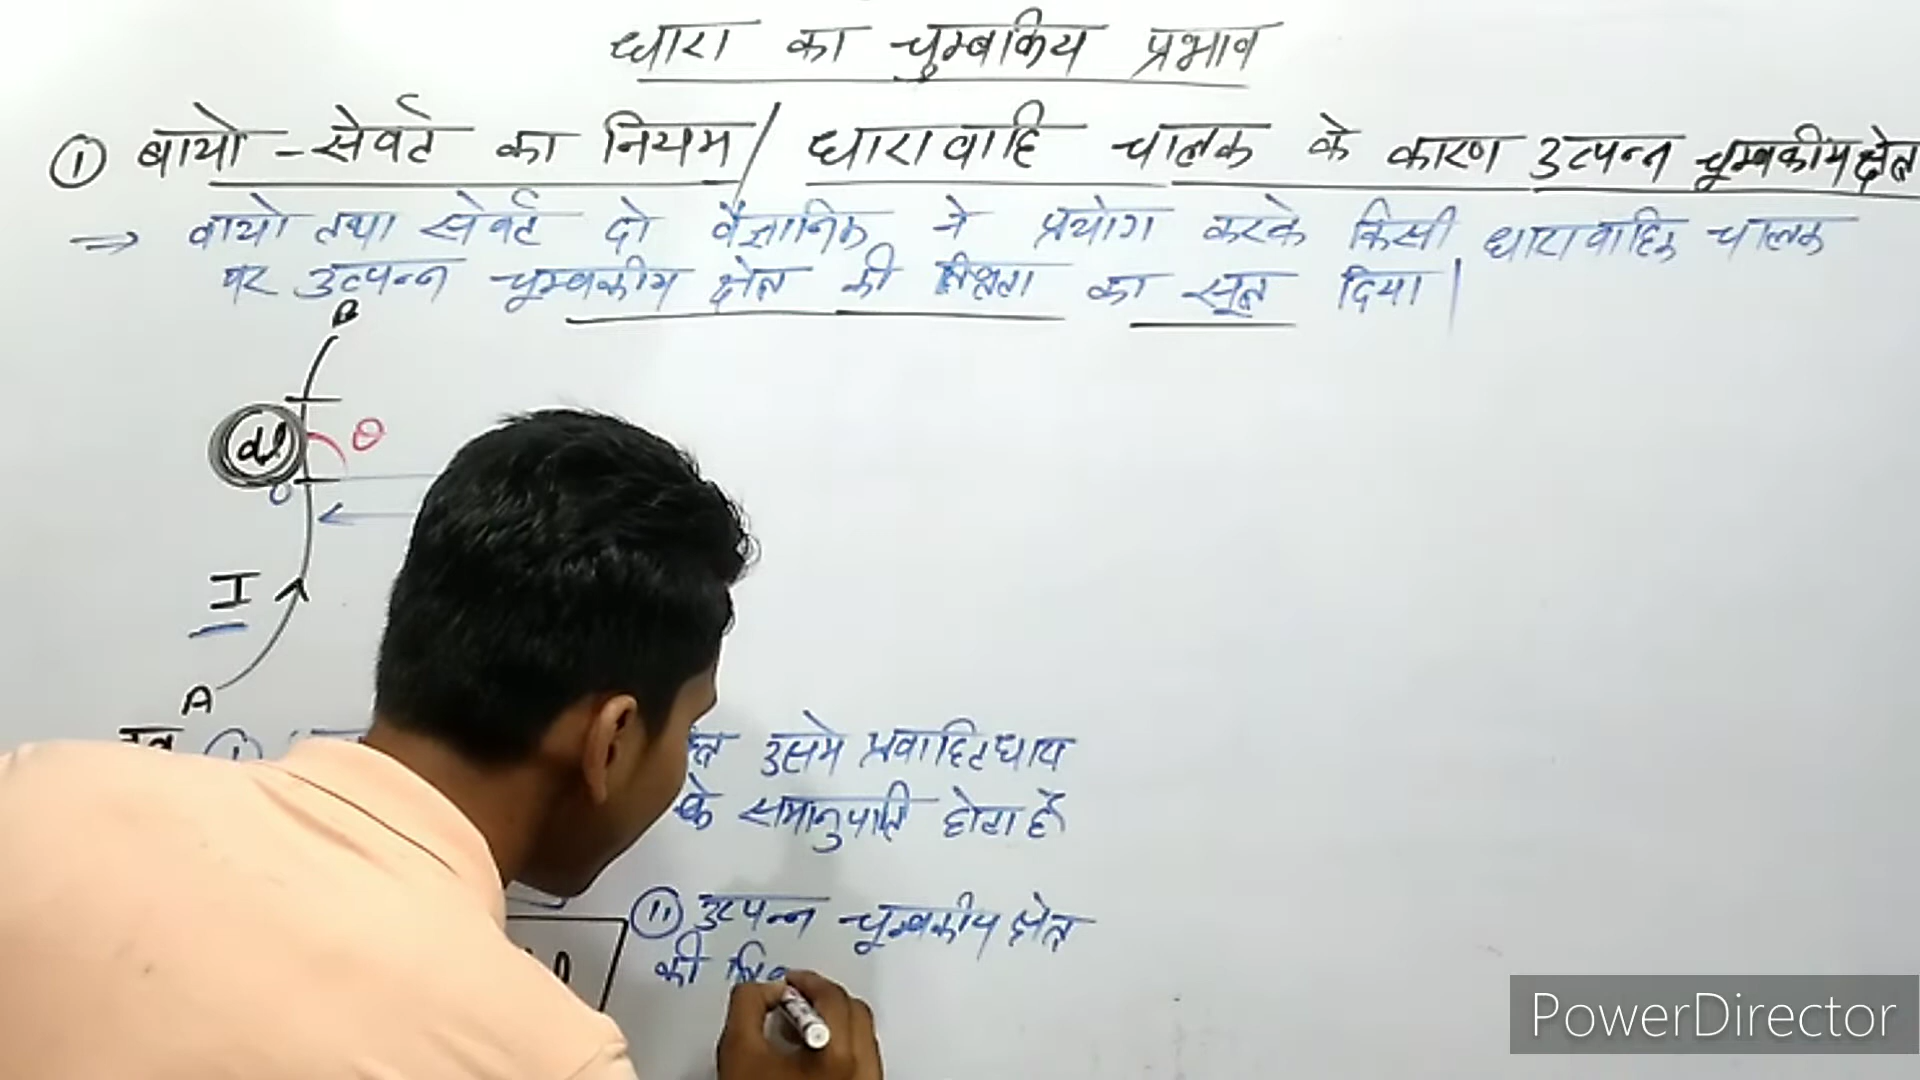 धारा का चुम्बकिय प्रभाव
① बायो - सेवर्ट का नियम / धारावाहि चालक के कारण उत्पन्न चूम्बकीय क्षेत्र
⇒ बायो तथा सेवर्ट दो वैज्ञानिक ने प्रयोग करके किसी धारावाहिक चालक
पर उत्पन्न चूम्बकीय क्षेत्र की तिव्रता का सूत्र दिया |
B
dl θ
O
I
A
उसमे प्रवाहित धारा
के समानुपाति होता है
(ii) उत्पन्न चूम्बकीय क्षेत्र
की
PowerDirector